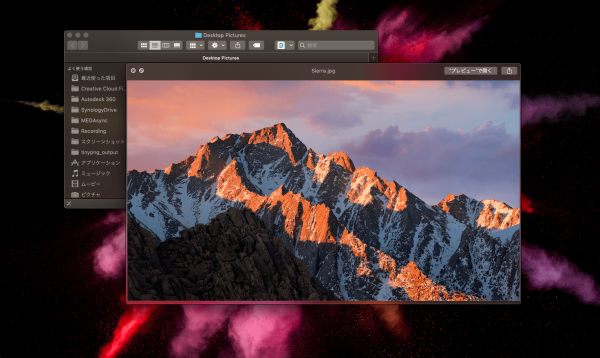 Desktop Pictures
検索
Desktop Pictures
よく使う項目
最近使った項目
Creative Cloud Fi...
Autodesk 360
SynologyDrive
MEGAsync
Recording
スクリーンショット
tinypng_output
アプリケーション
ミュージック
ムービー
ピクチャ
Sierra.jpg
"プレビュー"で開く